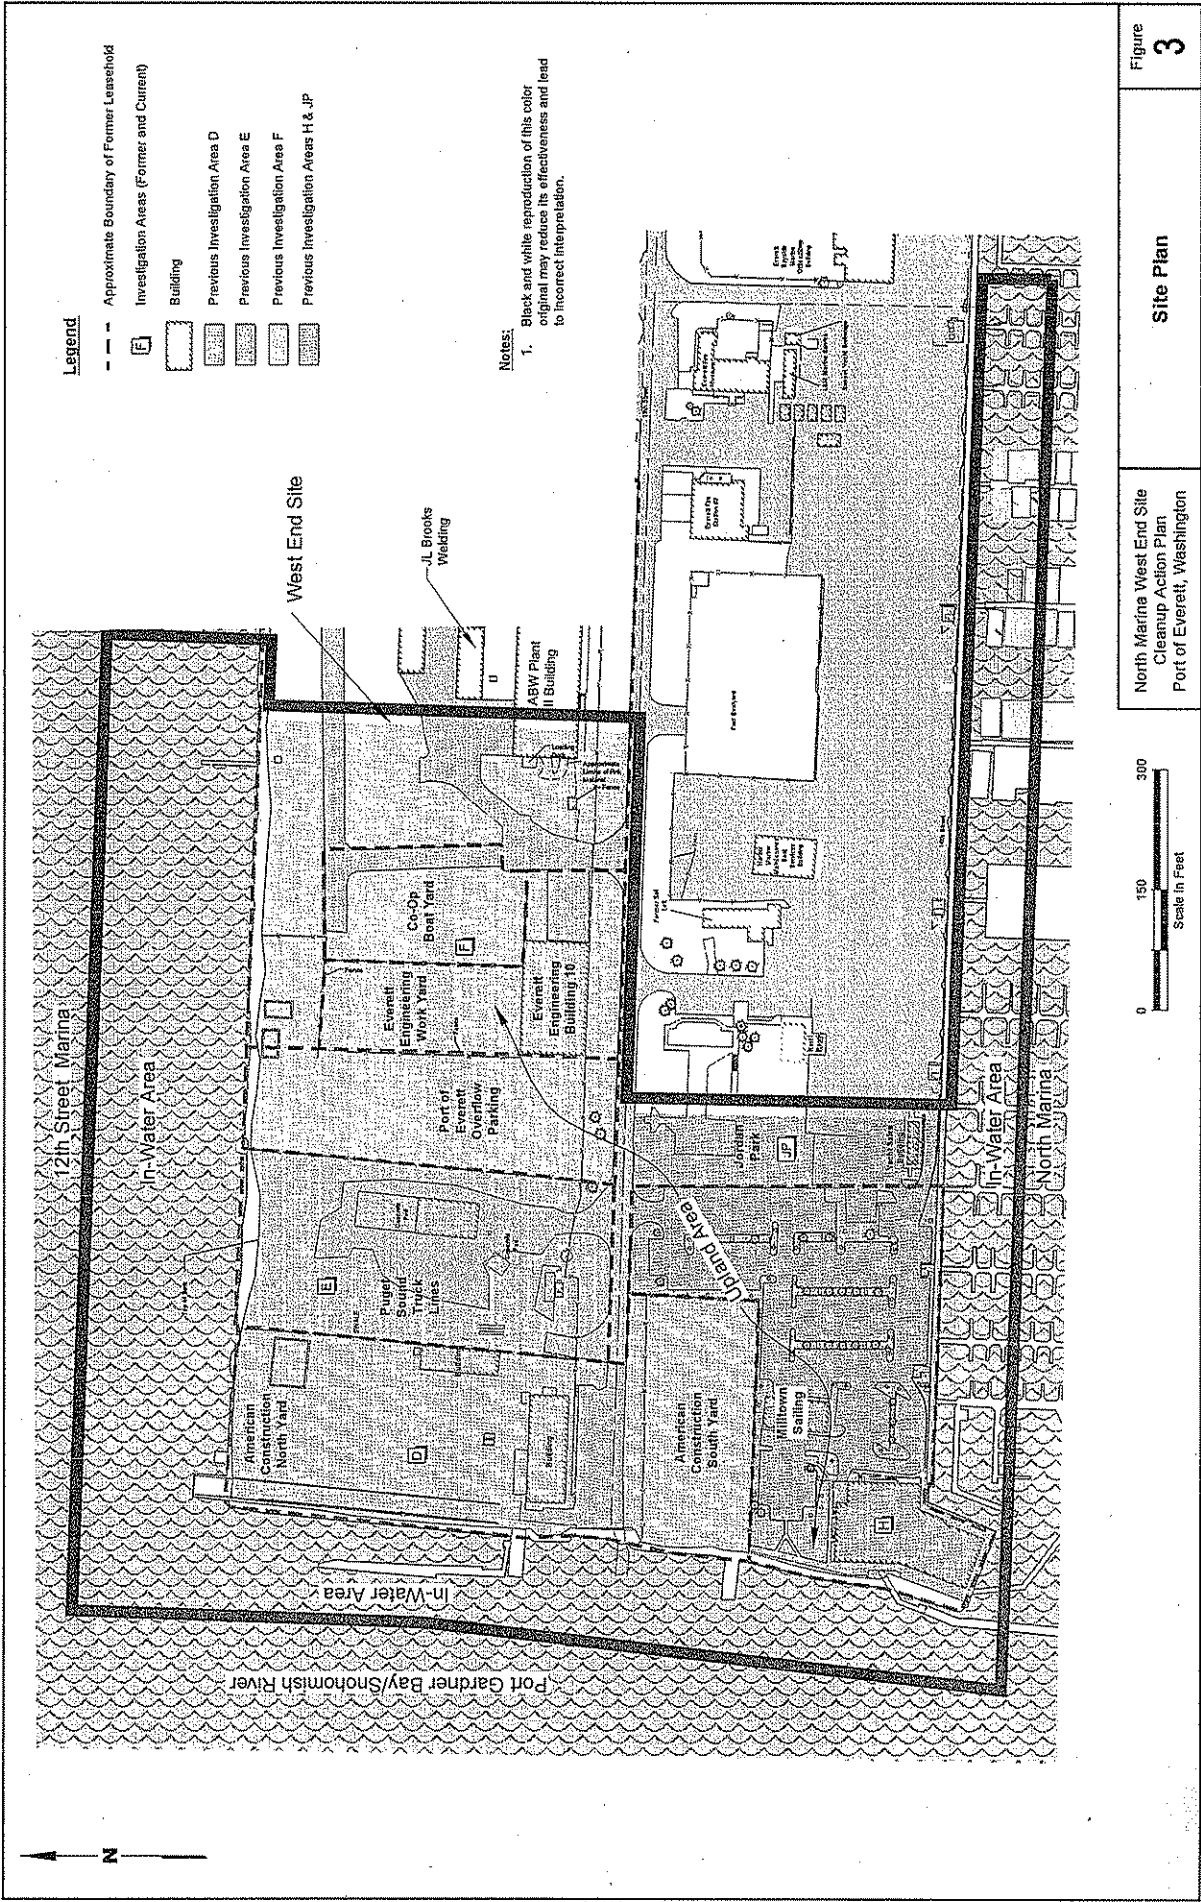 Legend
Approximate Boundary of Former Leasehold
F
Investigation Areas (Former and Current)
Building
Previous Investigation Area D
Previous Investigation Area E
Previous Investigation Area F
Previous Investigation Areas H & JP
Notes:
1. Black and white reproduction of this color
original may reduce its effectiveness and lead
to incorrect interpretation.
N
12th Street Marina
In-Water Area
West End Site
JL Brooks
Welding
ABW Plant
II Building
Loading
Dock
Co-Op
Boat Yard
F
Everett
Engineering
Work Yard
Everett
Engineering
Building 10
Port of
Everett
Overflow
Parking
E
Puget
Sound
Truck
Lines
American
Construction
North Yard
D
Building
Building
In-Water Area
Port Gardner Bay/Snohomish River
Upland Area
American
Construction
South Yard
Milltown
Sailing
H
Jordan
Park
JP
In-Water Area
North Marina
0 150 300
Scale In Feet
North Marina West End Site
Cleanup Action Plan
Port of Everett, Washington
Site Plan
Figure
3